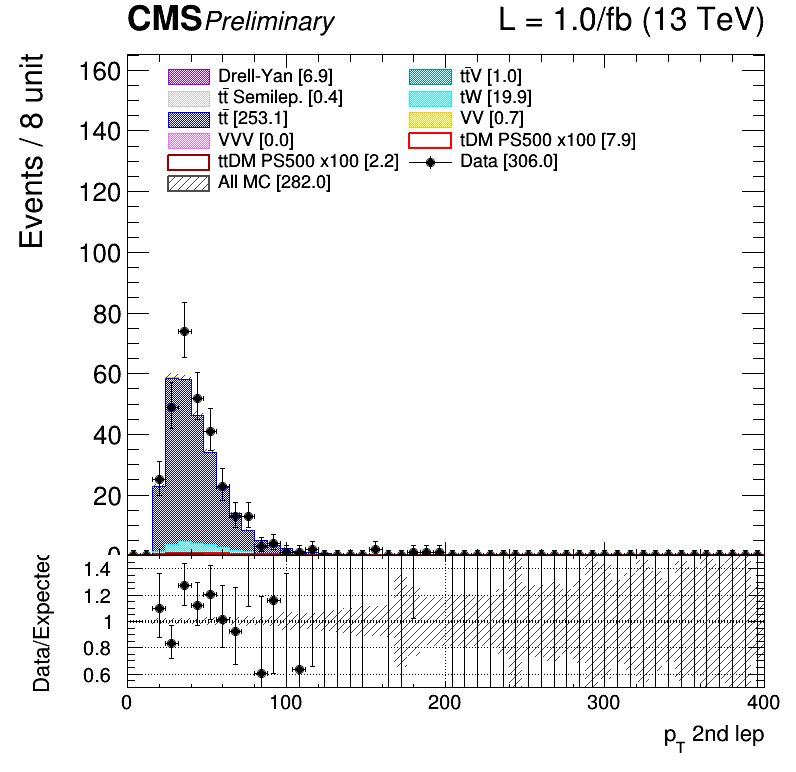 CMS Preliminary L = 1.0/fb (13 TeV)
Events / 8 unit
160
140
120
100
80
60
40
20
0
Drell-Yan [6.9] tt̄V [1.0]
tt̄ Semilep. [0.4] tW [19.9]
tt̄ [253.1] VV [0.7]
VVV [0.0] tDM PS500 x100 [7.9]
ttDM PS500 x100 [2.2] Data [306.0]
All MC [282.0]
Data/Expected
1.4
1.2
1
0.8
0.6
0 100 200 300 400
p_T 2nd lep